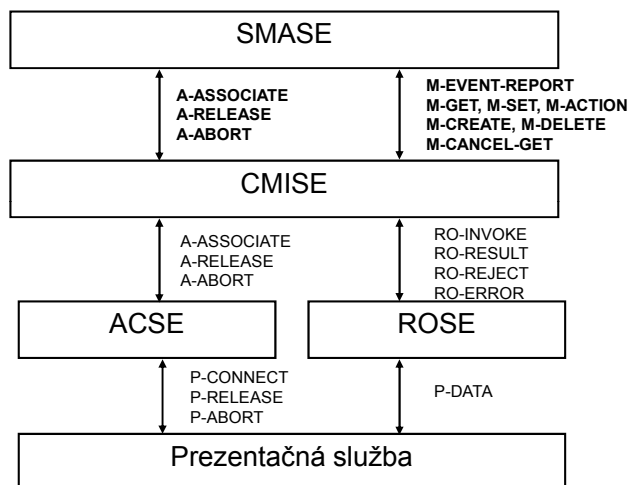 SMASE
A-ASSOCIATE
A-RELEASE
A-ABORT
M-EVENT-REPORT
M-GET, M-SET, M-ACTION
M-CREATE, M-DELETE
M-CANCEL-GET
CMISE
A-ASSOCIATE
A-RELEASE
A-ABORT
RO-INVOKE
RO-RESULT
RO-REJECT
RO-ERROR
ACSE
ROSE
P-CONNECT
P-RELEASE
P-ABORT
P-DATA
Prezentačná služba